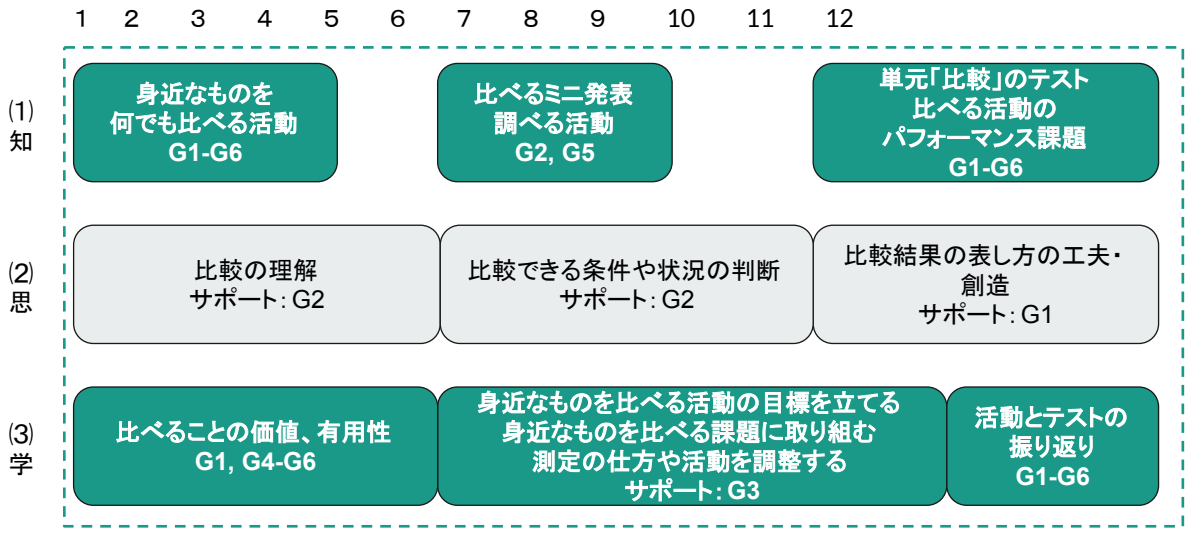 1 2 3 4 5 6 7 8 9 10 11 12
(1)
知
身近なものを
何でも比べる活動
G1-G6
比べるミニ発表
調べる活動
G2, G5
単元｢比較｣のテスト
比べる活動の
パフォーマンス課題
G1-G6
(2)
思
比較の理解
サポート: G2
比較できる条件や状況の判断
サポート: G2
比較結果の表し方の工夫・
創造
サポート: G1
(3)
学
比べることの価値、有用性
G1, G4-G6
身近なものを比べる活動の目標を立てる
身近なものを比べる課題に取り組む
測定の仕方や活動を調整する
サポート: G3
活動とテストの
振り返り
G1-G6